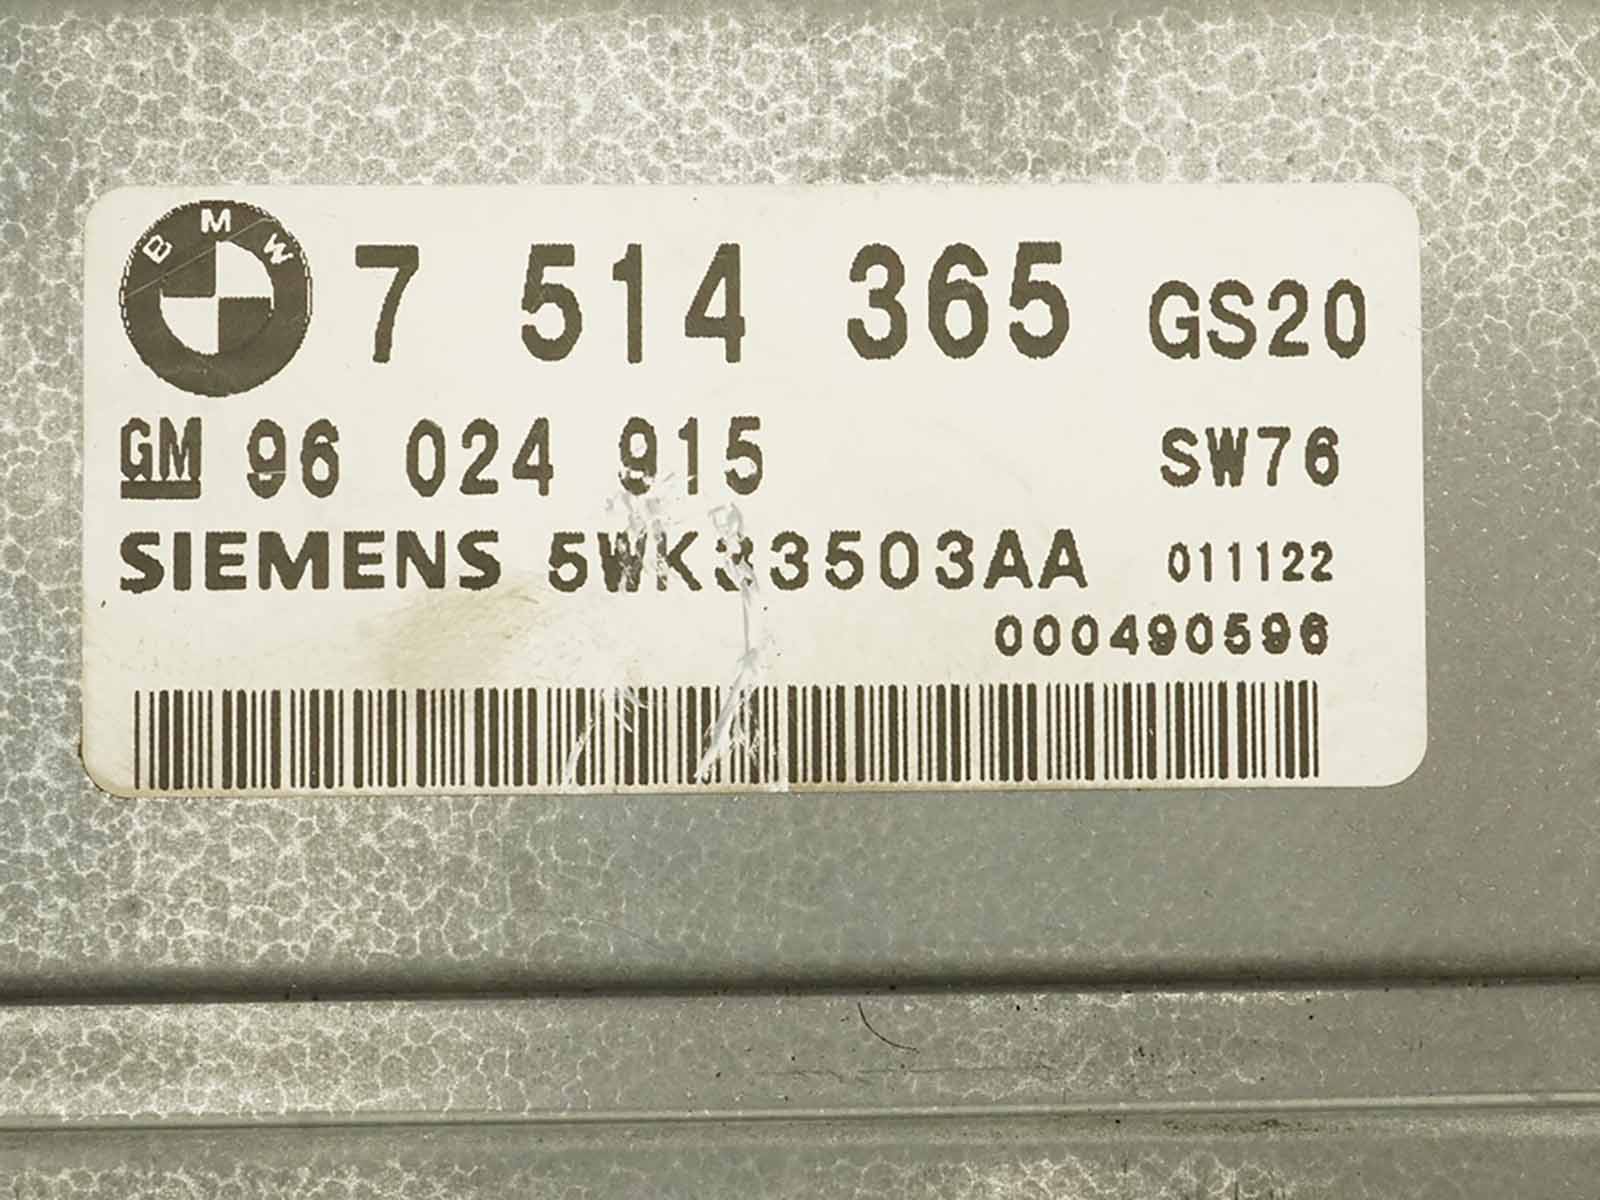 BMW 7 514 365 GS20
GM 96 024 915 SW76
SIEMENS 5WK33503AA 011122
000490596